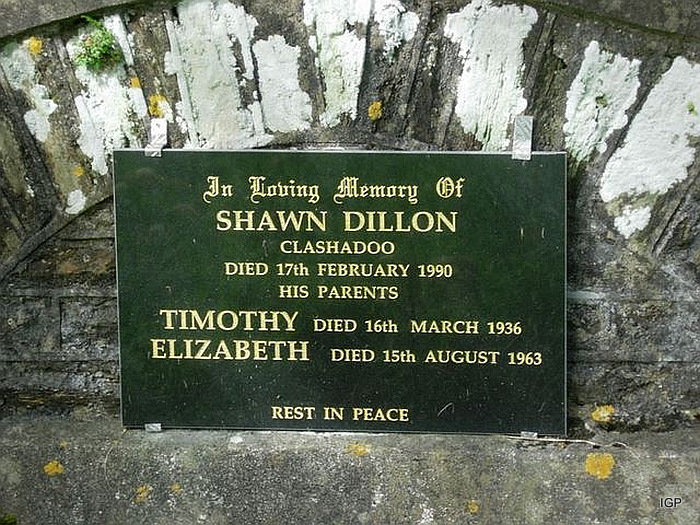 In Loving Memory Of
SHAWN DILLON
CLASHADOO
DIED 17th FEBRUARY 1990
HIS PARENTS
TIMOTHY DIED 16th MARCH 1936
ELIZABETH DIED 15th AUGUST 1963
REST IN PEACE
IGP